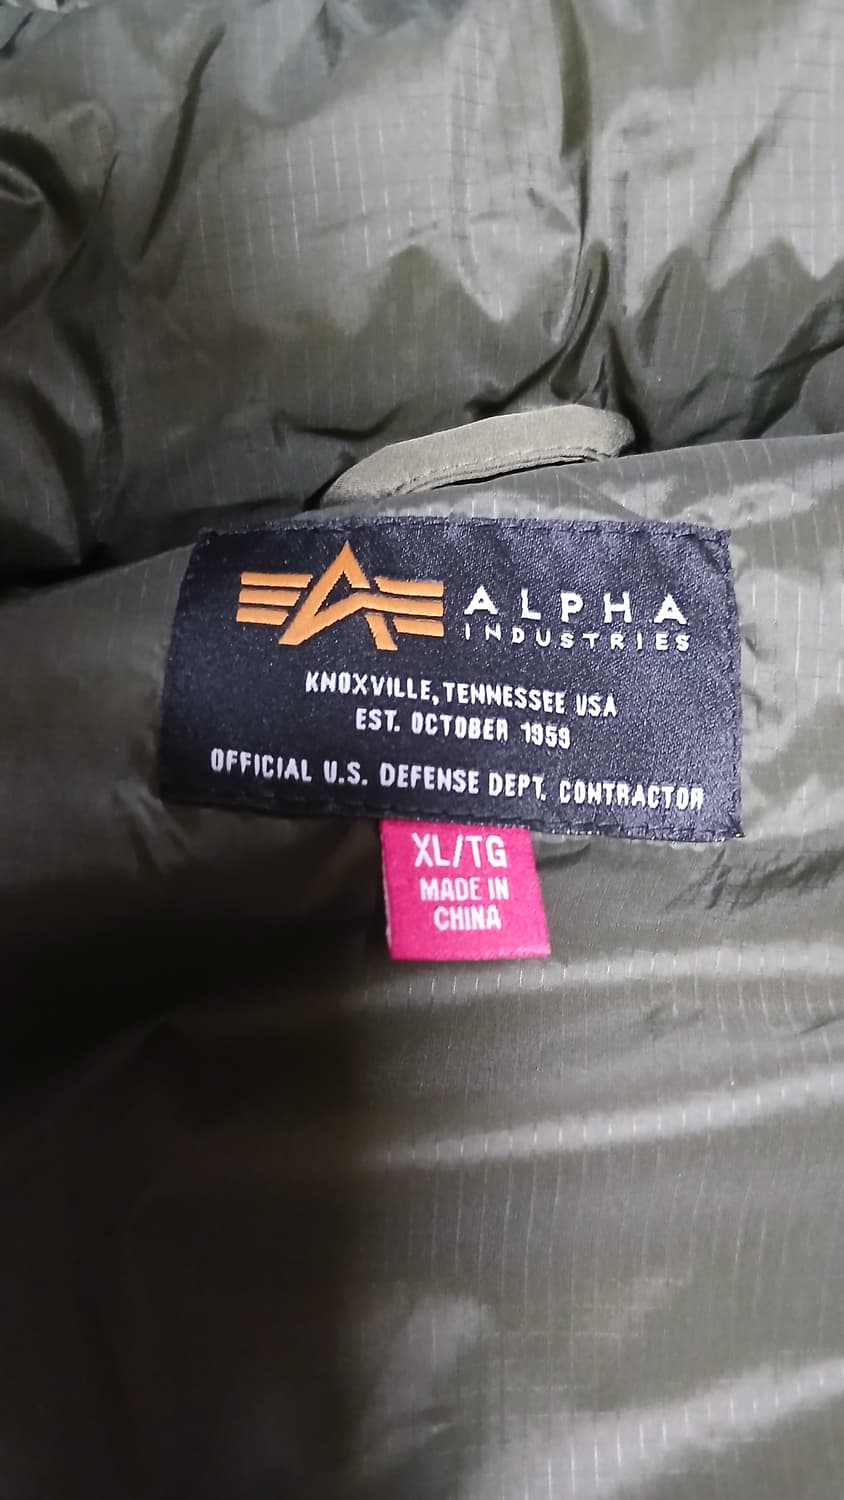 ALPHA
INDUSTRIES
KNOXVILLE, TENNESSEE USA
EST. OCTOBER 1959
OFFICIAL U.S. DEFENSE DEPT. CONTRACTOR
XL/TG
MADE IN
CHINA